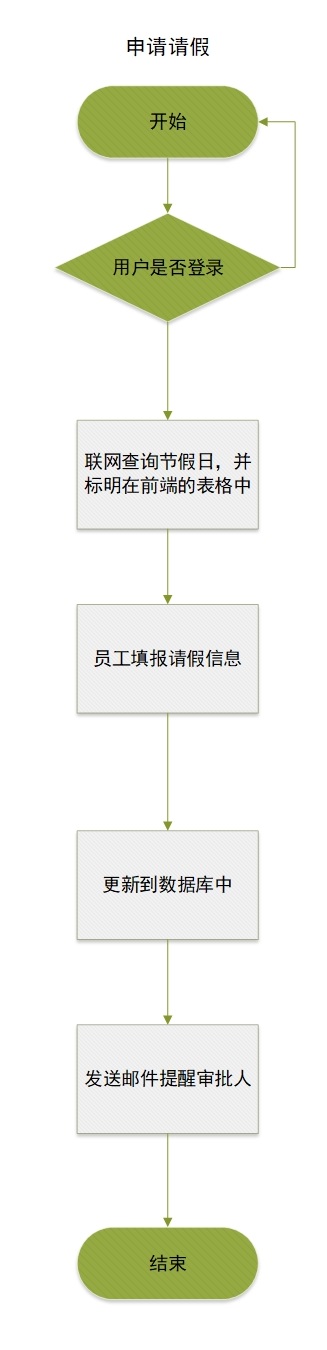 申请请假
开始
用户是否登录
联网查询节假日，并
标明在前端的表格中
员工填报请假信息
更新到数据库中
发送邮件提醒审批人
结束